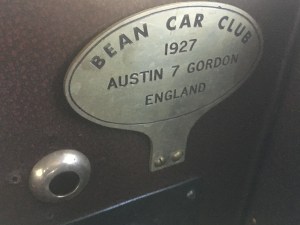 BEAN CAR CLUB
1927
AUSTIN 7 GORDON
ENGLAND